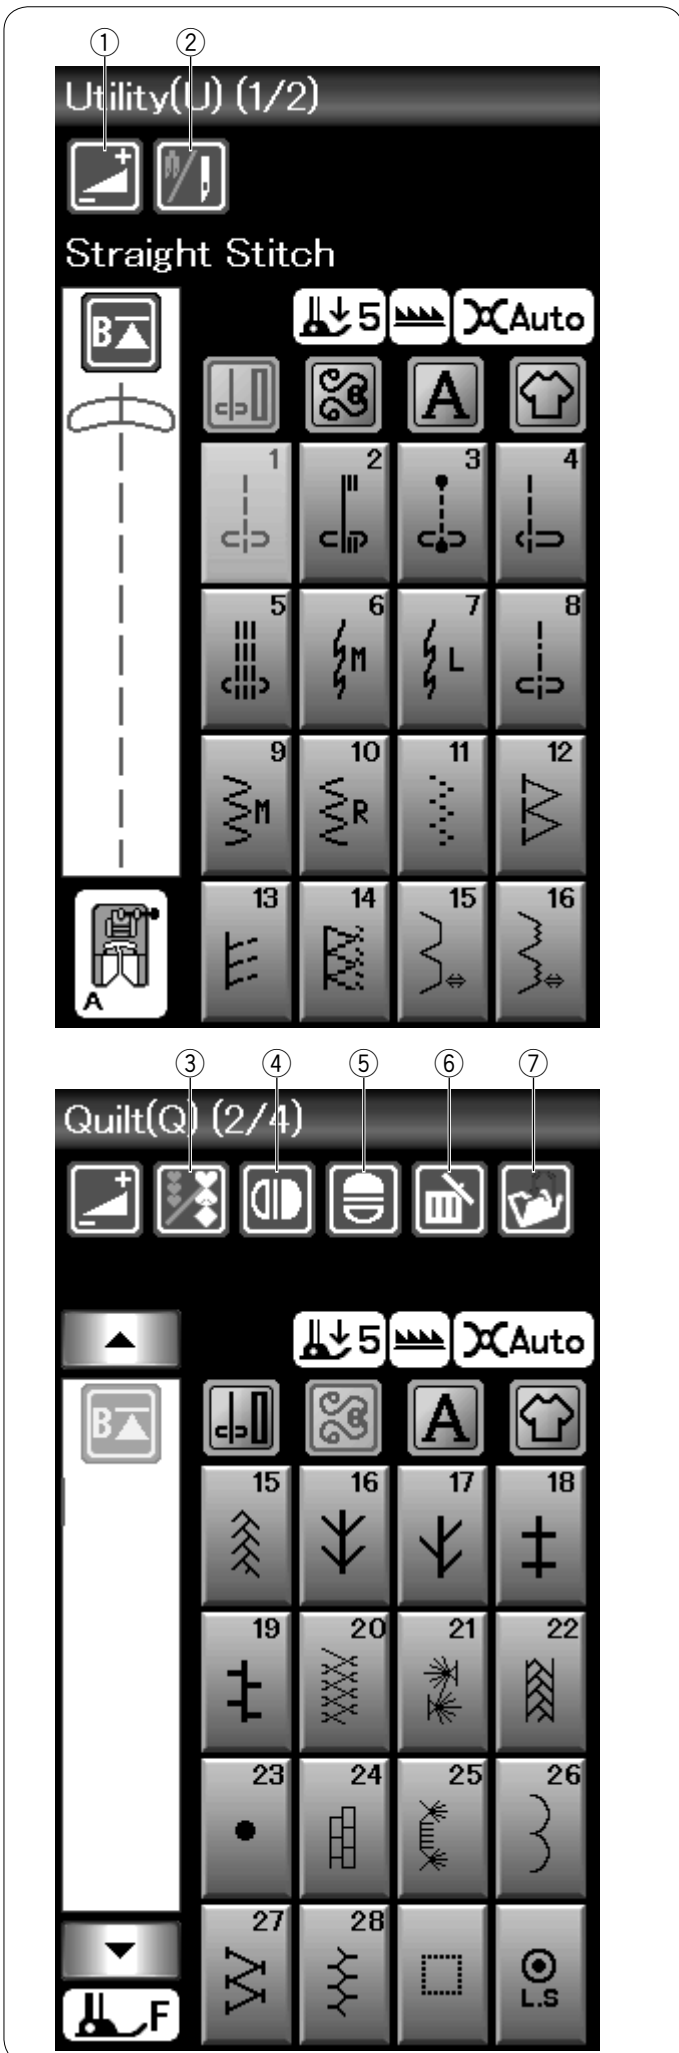 ① ②
Utility(U) (1/2)
Straight Stitch
B 5 Auto
A
1 2 3 4
5 6 7 8
M L
9 10 11 12
M R
13 14 15 16
A
③ ④ ⑤ ⑥ ⑦
Quilt(Q) (2/4)
5 Auto
B A
15 16 17 18
19 20 21 22
23 24 25 26
27 28
L.S
F